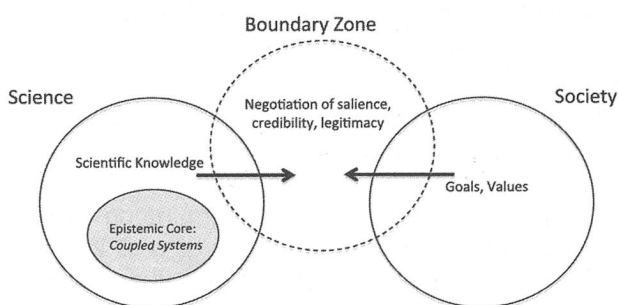 Boundary Zone
Science
Society
Negotiation of salience,
credibility, legitimacy
Scientific Knowledge
Goals, Values
Epistemic Core:
Coupled Systems